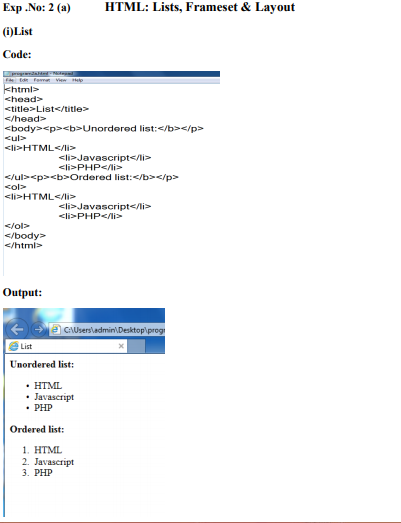 Exp .No: 2 (a) HTML: Lists, Frameset & Layout
(i)List
Code:
program2a.html - Notepad
File Edit Format View Help
<html>
<head>
<title>List</title>
</head>
<body><p><b>Unordered list:</b></p>
<ul>
<li>HTML</li>
<li>Javascript</li>
<li>PHP</li>
</ul><p><b>Ordered list:</b></p>
<ol>
<li>HTML</li>
<li>Javascript</li>
<li>PHP</li>
</ol>
</body>
</html>
Output:
C:\Users\admin\Desktop\progr
List ×
Unordered list:
• HTML
• Javascript
• PHP
Ordered list:
1. HTML
2. Javascript
3. PHP